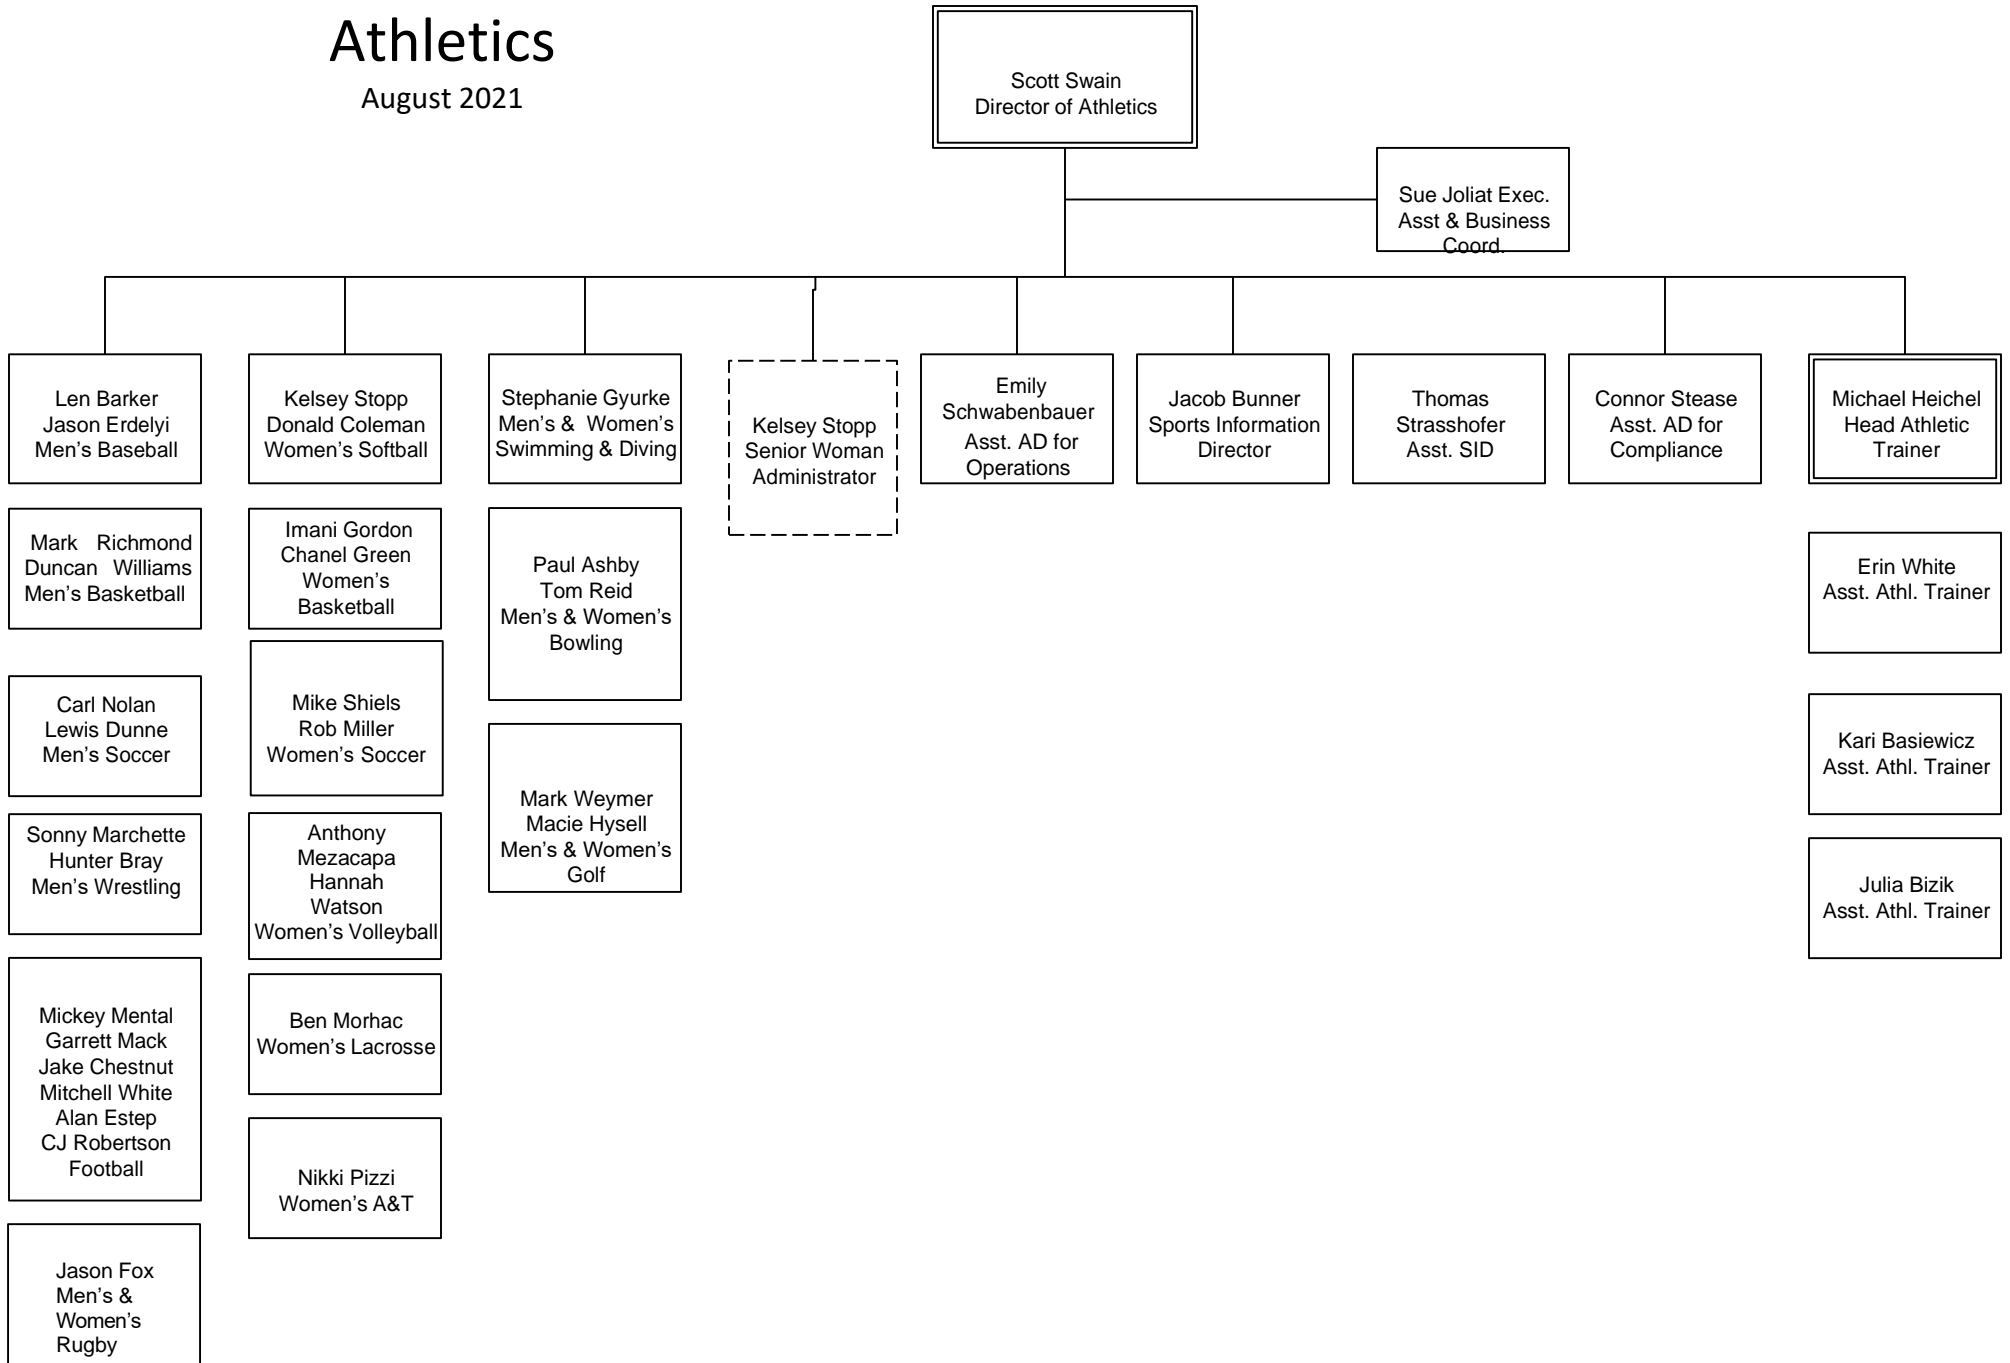 Athletics
August 2021
Scott Swain
Director of Athletics
Sue Joliat Exec.
Asst & Business
Coord.
Len Barker
Jason Erdelyi
Men’s Baseball
Kelsey Stopp
Donald Coleman
Women’s Softball
Stephanie Gyurke
Men’s & Women’s
Swimming & Diving
Kelsey Stopp
Senior Woman
Administrator
Emily
Schwabenbauer
Asst. AD for
Operations
Jacob Bunner
Sports Information
Director
Thomas
Strasshofer
Asst. SID
Connor Stease
Asst. AD for
Compliance
Michael Heichel
Head Athletic
Trainer
Mark Richmond
Duncan Williams
Men’s Basketball
Imani Gordon
Chanel Green
Women’s
Basketball
Paul Ashby
Tom Reid
Men’s & Women’s
Bowling
Erin White
Asst. Athl. Trainer
Carl Nolan
Lewis Dunne
Men’s Soccer
Mike Shiels
Rob Miller
Women’s Soccer
Mark Weymer
Macie Hysell
Men’s & Women’s
Golf
Kari Basiewicz
Asst. Athl. Trainer
Sonny Marchette
Hunter Bray
Men’s Wrestling
Anthony
Mezacapa
Hannah
Watson
Women’s Volleyball
Julia Bizik
Asst. Athl. Trainer
Mickey Mental
Garrett Mack
Jake Chestnut
Mitchell White
Alan Estep
CJ Robertson
Football
Ben Morhac
Women’s Lacrosse
Nikki Pizzi
Women’s A&T
Jason Fox
Men’s &
Women’s
Rugby